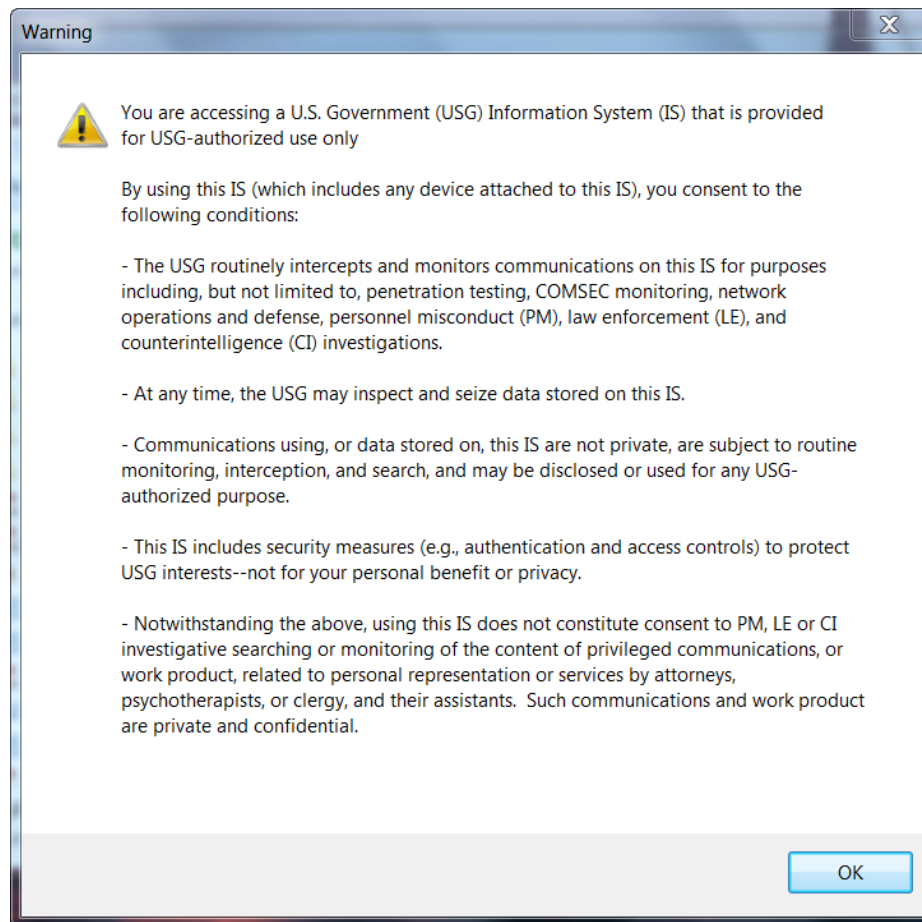 Warning
You are accessing a U.S. Government (USG) Information System (IS) that is provided
for USG-authorized use only
By using this IS (which includes any device attached to this IS), you consent to the
following conditions:
- The USG routinely intercepts and monitors communications on this IS for purposes
including, but not limited to, penetration testing, COMSEC monitoring, network
operations and defense, personnel misconduct (PM), law enforcement (LE), and
counterintelligence (CI) investigations.
- At any time, the USG may inspect and seize data stored on this IS.
- Communications using, or data stored on, this IS are not private, are subject to routine
monitoring, interception, and search, and may be disclosed or used for any USG-
authorized purpose.
- This IS includes security measures (e.g., authentication and access controls) to protect
USG interests--not for your personal benefit or privacy.
- Notwithstanding the above, using this IS does not constitute consent to PM, LE or CI
investigative searching or monitoring of the content of privileged communications, or
work product, related to personal representation or services by attorneys,
psychotherapists, or clergy, and their assistants.  Such communications and work product
are private and confidential.
OK